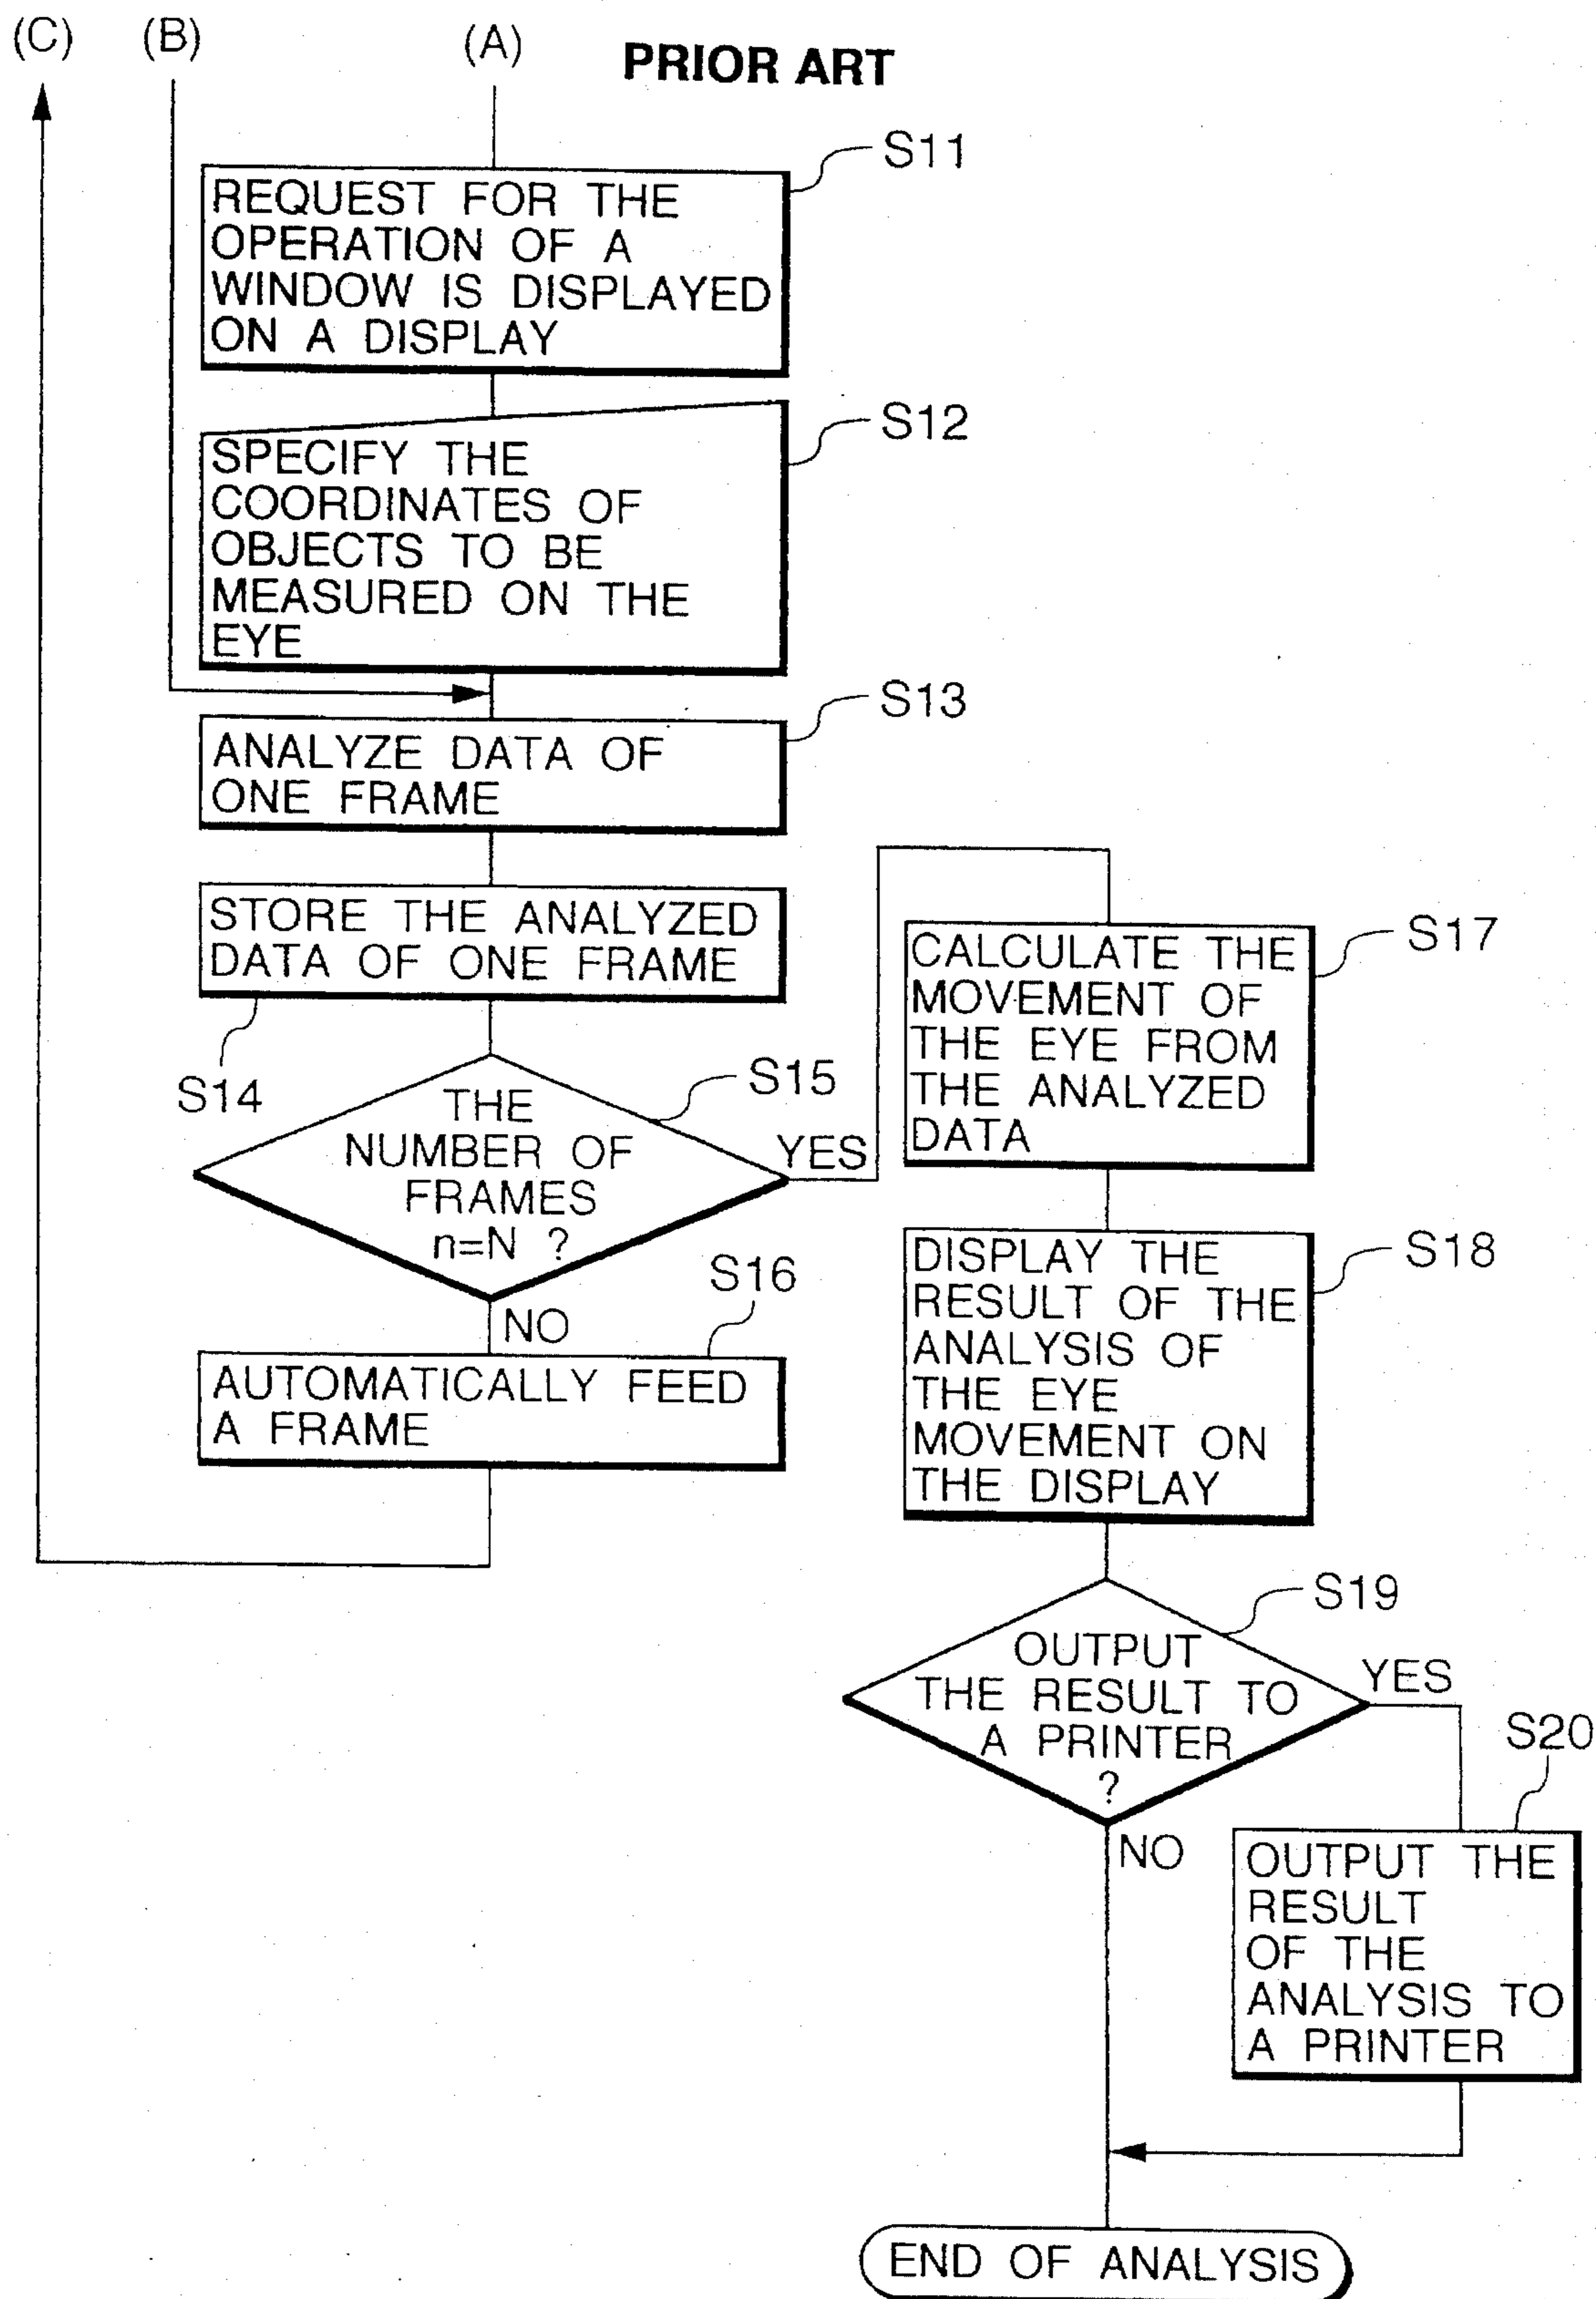 (C)
(B)
(A)
PRIOR ART
S11
REQUEST FOR THE
OPERATION OF A
WINDOW IS DISPLAYED
ON A DISPLAY
S12
SPECIFY THE
COORDINATES OF
OBJECTS TO BE
MEASURED ON THE
EYE
S13
ANALYZE DATA OF
ONE FRAME
STORE THE ANALYZED
DATA OF ONE FRAME
S14
S15
THE
NUMBER OF
FRAMES
n=N ?
YES
NO
S16
AUTOMATICALLY FEED
A FRAME
S17
CALCULATE THE
MOVEMENT OF
THE EYE FROM
THE ANALYZED
DATA
S18
DISPLAY THE
RESULT OF THE
ANALYSIS OF
THE EYE
MOVEMENT ON
THE DISPLAY
S19
OUTPUT
THE RESULT TO
A PRINTER
?
YES
NO
S20
OUTPUT THE
RESULT
OF THE
ANALYSIS TO
A PRINTER
END OF ANALYSIS